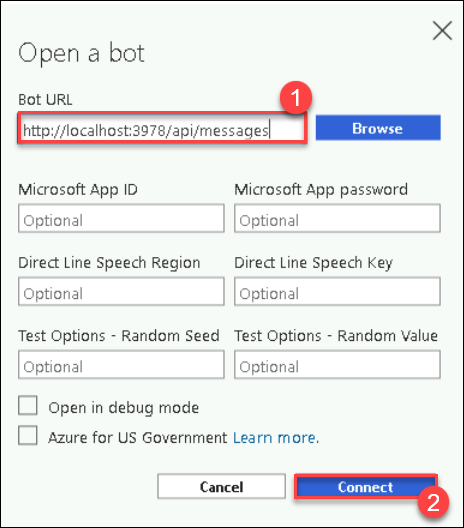 Open a bot
Bot URL
1
http://localhost:3978/api/messages
Browse
Microsoft App ID
Microsoft App password
Optional
Optional
Direct Line Speech Region
Direct Line Speech Key
Optional
Optional
Test Options - Random Seed
Test Options - Random Value
Optional
Optional
Open in debug mode
Azure for US Government Learn more.
Cancel
Connect
2